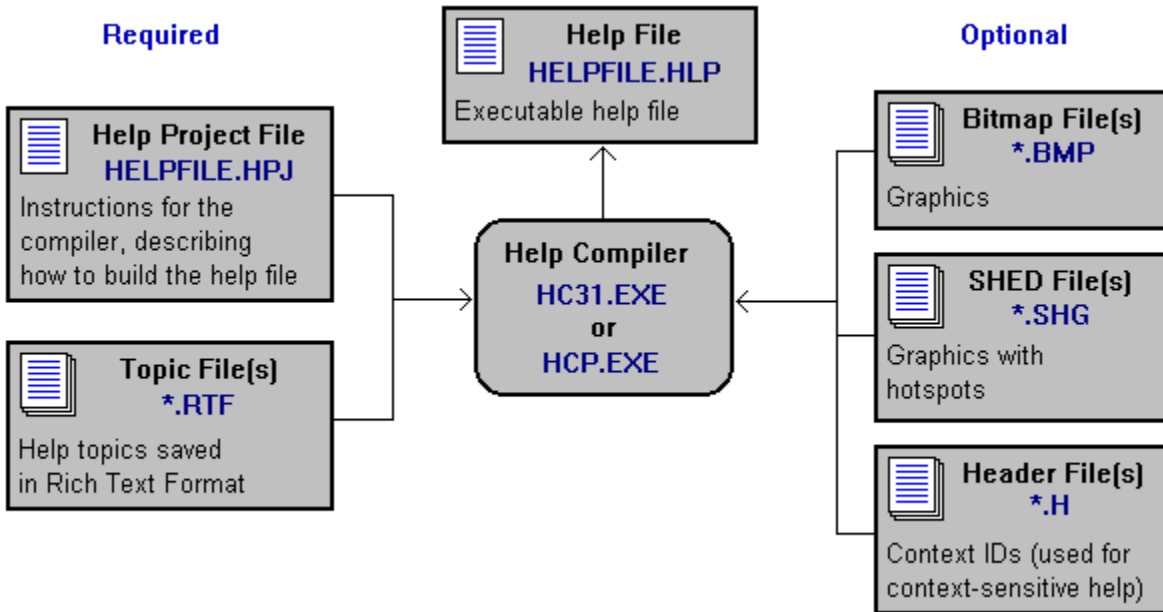 Required
Help Project File
HELPFILE.HPJ
Instructions for the
compiler, describing
how to build the help file
Topic File(s)
*.RTF
Help topics saved
in Rich Text Format
Help File
HELPFILE.HLP
Executable help file
Help Compiler
HC31.EXE
or
HCP.EXE
Optional
Bitmap File(s)
*.BMP
Graphics
SHED File(s)
*.SHG
Graphics with
hotspots
Header File(s)
*.H
Context IDs (used for
context-sensitive help)